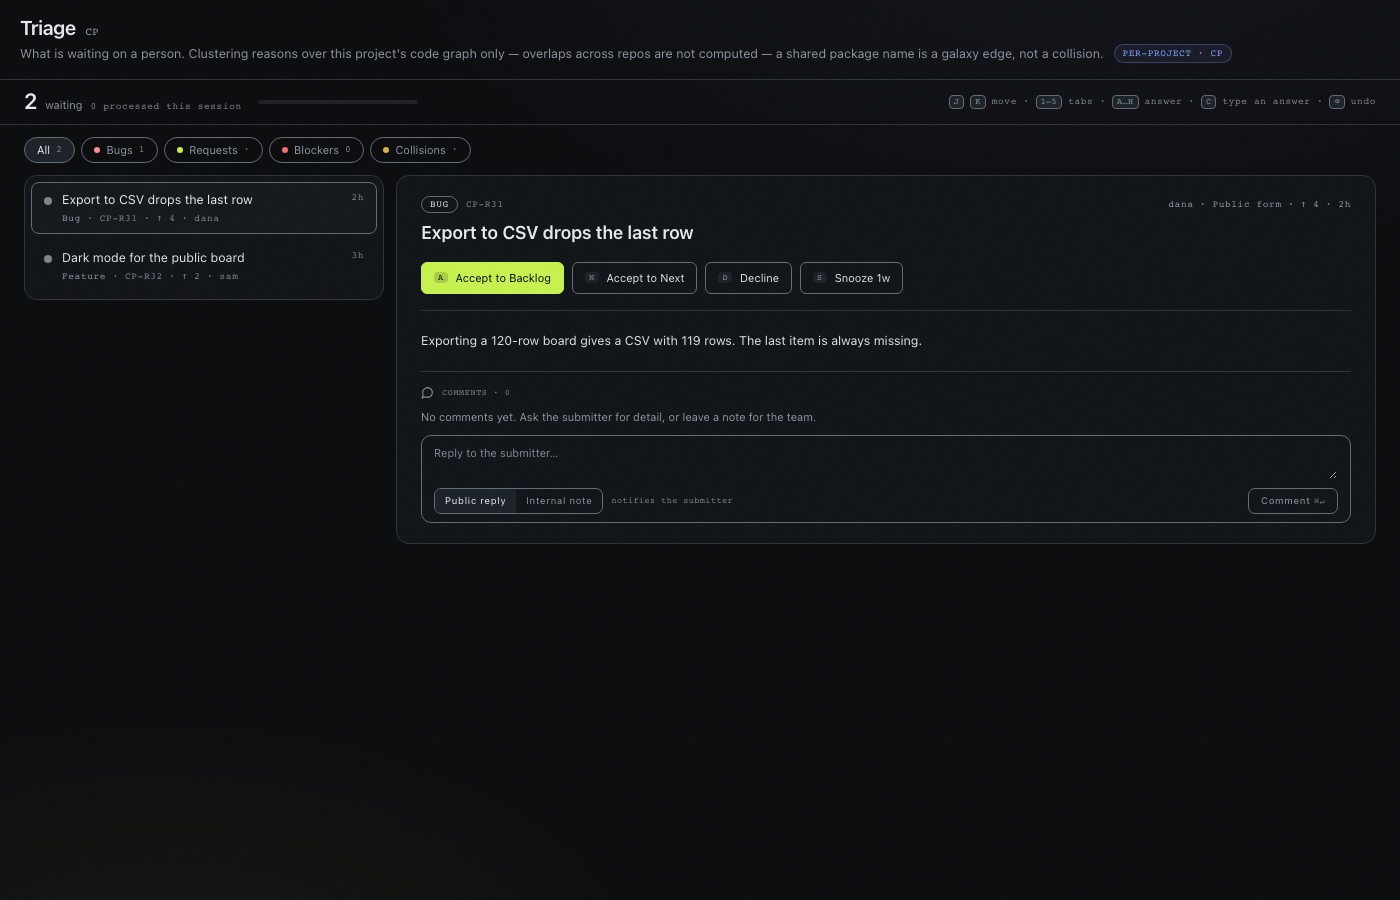 Triage CP
What is waiting on a person. Clustering reasons over this project's code graph only — overlaps across repos are not computed — a shared package name is a galaxy edge, not a collision. PER-PROJECT · CP
2 waiting 0 processed this session
J K move · 1–5 tabs · A…H answer · C type an answer · ⌫ undo
All 2 Bugs 1 Requests · Blockers 0 Collisions ·
Export to CSV drops the last row 2h
Bug · CP-R31 · ↑ 4 · dana
Dark mode for the public board 3h
Feature · CP-R32 · ↑ 2 · sam
BUG CP-R31 dana · Public form · ↑ 4 · 2h
Export to CSV drops the last row
A Accept to Backlog N Accept to Next D Decline S Snooze 1w
Exporting a 120-row board gives a CSV with 119 rows. The last item is always missing.
COMMENTS · 0
No comments yet. Ask the submitter for detail, or leave a note for the team.
Reply to the submitter…
Public reply Internal note notifies the submitter Comment ⌘↵